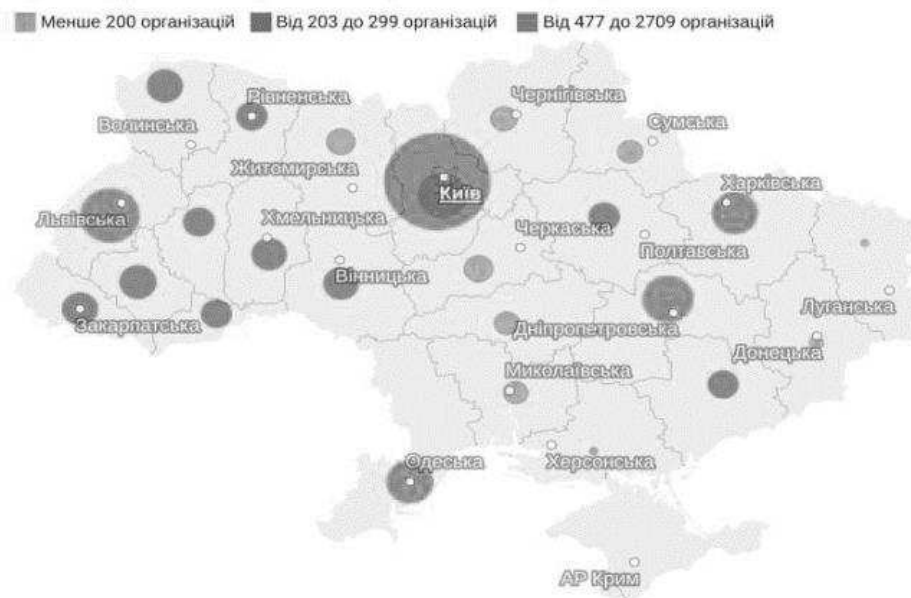 Менше 200 організацій Від 203 до 299 організацій Від 477 до 2709 організацій
Чернігівська
Рівненська
Сумська
Волинська
Житомирська
Київ
Харківська
Львівська
Хмельницька
Черкаська
Полтавська
Вінницька
Луганська
Закарпатська
Дніпропетровська
Донецька
Миколаївська
Одеська
Херсонська
АР Крим